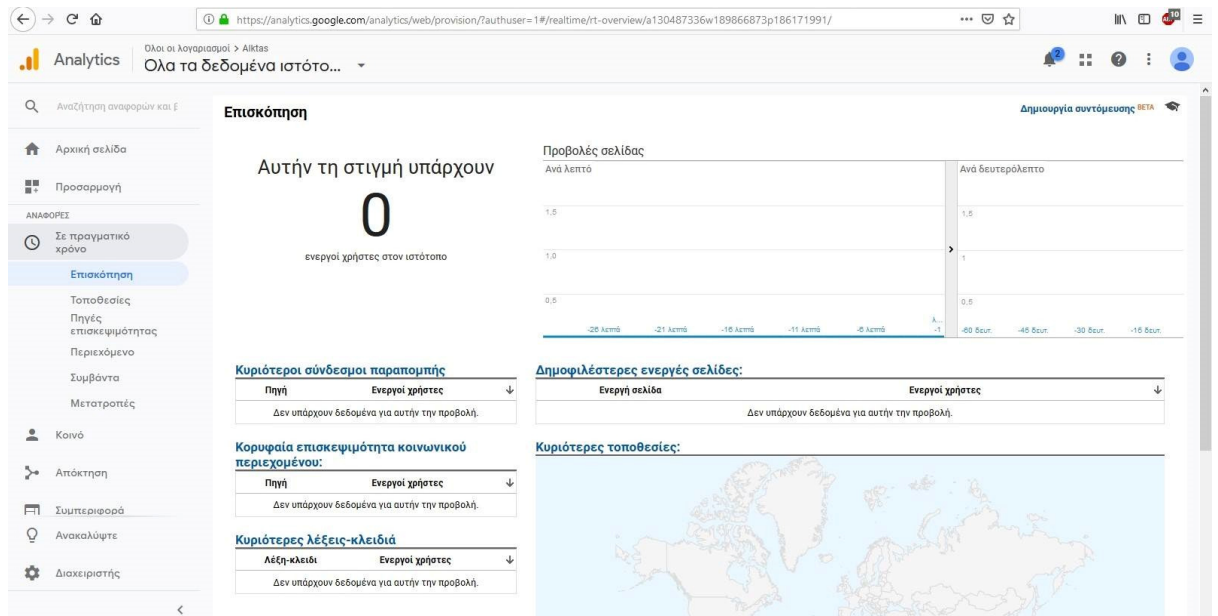 https://analytics.google.com/analytics/web/provision/?authuser=1#/realtime/rt-overview/a130487336w189866873p186171991/
10
Analytics
Όλοι οι λογαριασμοί > Aiktas
Όλα τα δεδομένα ιστότο...
2
Αναζήτηση αναφορών και β
Αρχική σελίδα
Προσαρμογή
ΑΝΑΦΟΡΕΣ
Σε πραγματικό
χρόνο
Επισκόπηση
Τοποθεσίες
Πηγές
επισκεψιμότητας
Περιεχόμενο
Συμβάντα
Μετατροπές
Κοινό
Απόκτηση
Συμπεριφορά
Ανακαλύψτε
Διαχειριστής
Επισκόπηση
Δημιουργία συντόμευσης BETA
Αυτήν τη στιγμή υπάρχουν
0
ενεργοί χρήστες στον ιστότοπο
Προβολές σελίδας
Ανά λεπτό
1,5
1,0
0,5
-26 λεπτά -21 λεπτά -16 λεπτά -11 λεπτά -6 λεπτά λ... -1
Ανά δευτερόλεπτο
1,5
1
0,5
-60 δευτ. -45 δευτ. -30 δευτ. -15 δευτ.
Κυριότεροι σύνδεσμοι παραπομπής
Πηγή Ενεργοί χρήστες
Δεν υπάρχουν δεδομένα για αυτήν την προβολή.
Δημοφιλέστερες ενεργές σελίδες:
Ενεργή σελίδα Ενεργοί χρήστες
Δεν υπάρχουν δεδομένα για αυτήν την προβολή.
Κορυφαία επισκεψιμότητα κοινωνικού
περιεχομένου:
Πηγή Ενεργοί χρήστες
Δεν υπάρχουν δεδομένα για αυτήν την προβολή.
Κυριότερες τοποθεσίες:
Κυριότερες λέξεις-κλειδιά
Λέξη-κλειδι Ενεργοί χρήστες
Δεν υπάρχουν δεδομένα για αυτήν την προβολή.